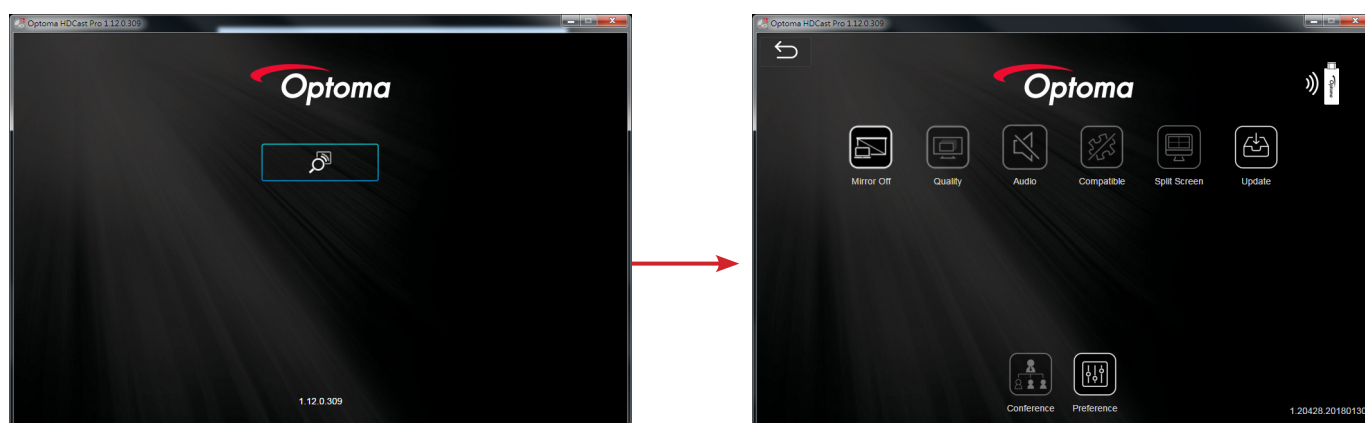 Optoma HDCast Pro 1.12.0.309
Optoma
1.12.0.309
Optoma HDCast Pro 1.12.0.309
Optoma
Optoma
Mirror Off
Quality
Audio
Compatible
Split Screen
Update
Conference
Preference
1.20428.20180130